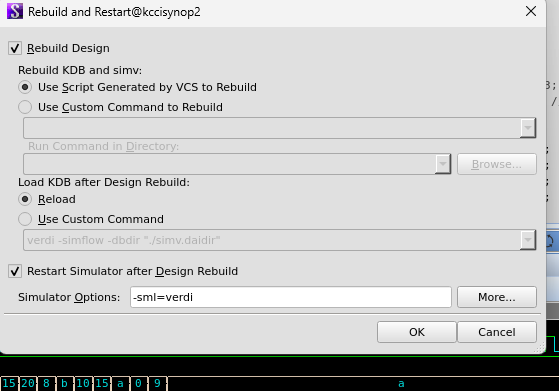 Rebuild and Restart@kccisynop2
Rebuild Design
Rebuild KDB and simv:
Use Script Generated by VCS to Rebuild
Use Custom Command to Rebuild
Run Command in Directory:
Browse...
Load KDB after Design Rebuild:
Reload
Use Custom Command
verdi -simflow -dbdir "./simv.daidir"
Restart Simulator after Design Rebuild
Simulator Options: -sml=verdi More...
OK Cancel
3;
/
;
;
;
;
15 20 8 b 10 15 a 0 9 a